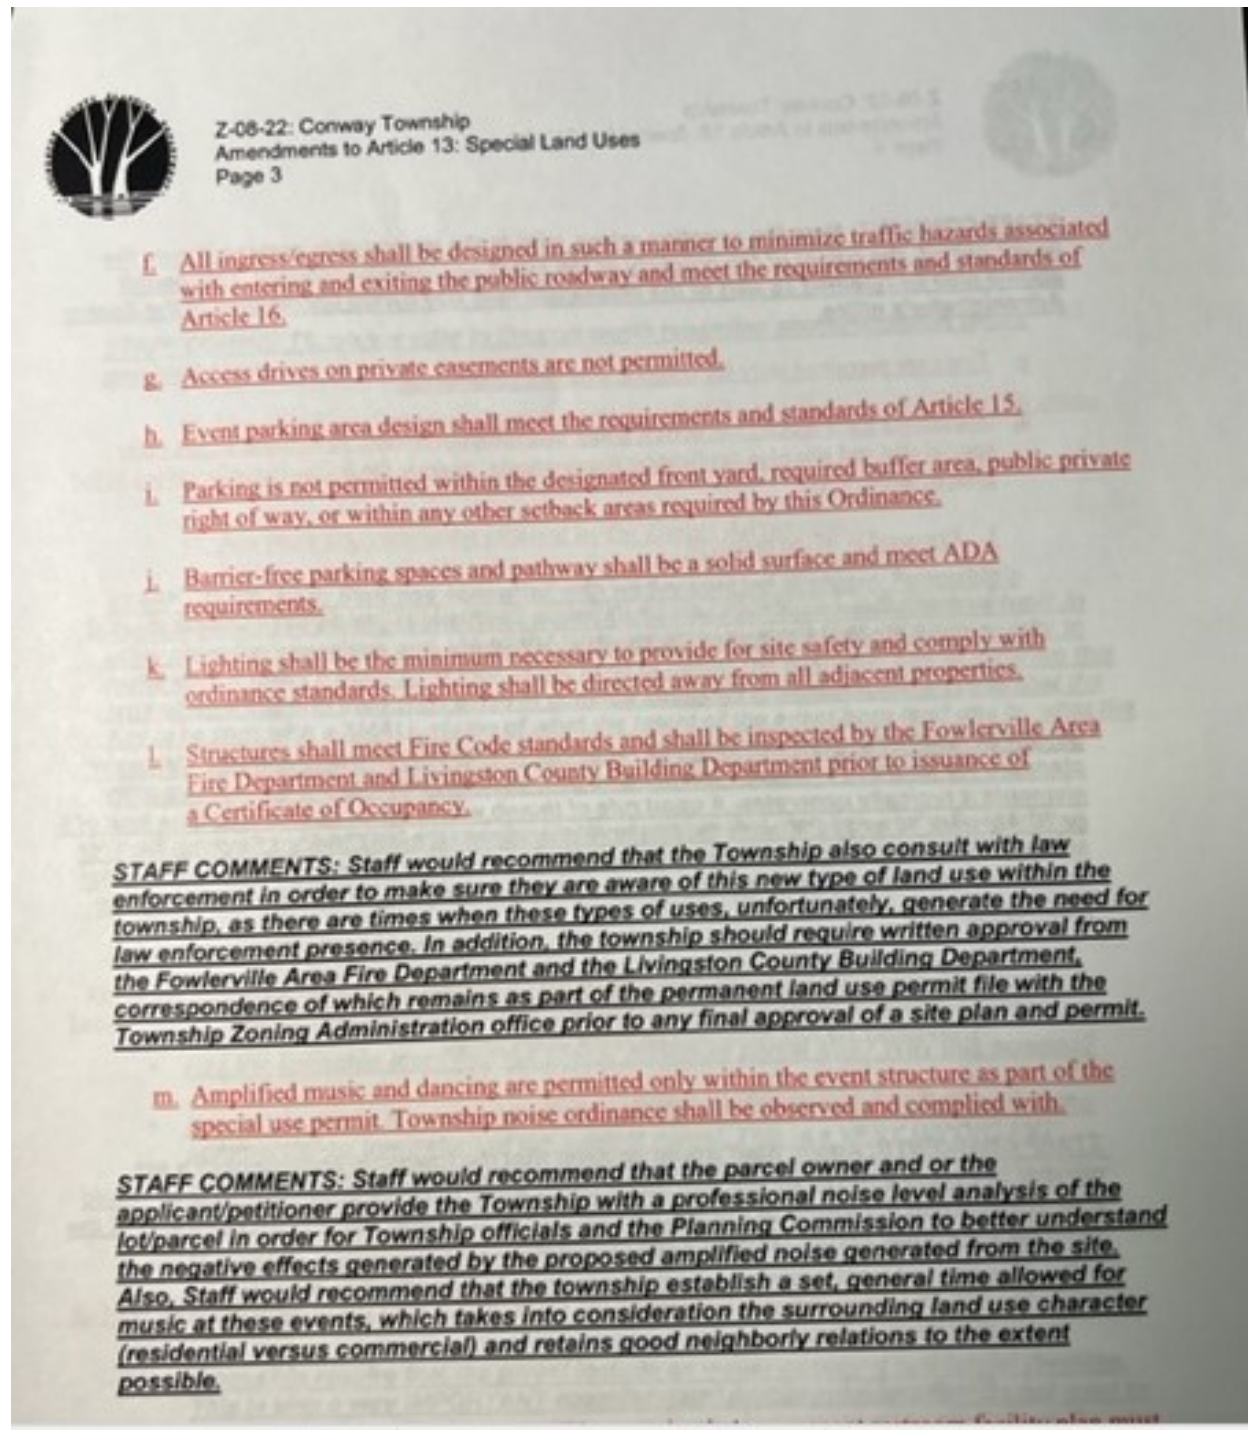 Z-08-22: Conway Township
Amendments to Article 13: Special Land Uses
Page 3
f. All ingress/egress shall be designed in such a manner to minimize traffic hazards associated
with entering and exiting the public roadway and meet the requirements and standards of
Article 16.
g. Access drives on private easements are not permitted.
h. Event parking area design shall meet the requirements and standards of Article 15.
i. Parking is not permitted within the designated front yard, required buffer area, public private
right of way, or within any other setback areas required by this Ordinance.
j. Barrier-free parking spaces and pathway shall be a solid surface and meet ADA
requirements.
k. Lighting shall be the minimum necessary to provide for site safety and comply with
ordinance standards. Lighting shall be directed away from all adjacent properties.
l. Structures shall meet Fire Code standards and shall be inspected by the Fowlerville Area
Fire Department and Livingston County Building Department prior to issuance of
a Certificate of Occupancy.
STAFF COMMENTS: Staff would recommend that the Township also consult with law
enforcement in order to make sure they are aware of this new type of land use within the
township, as there are times when these types of uses, unfortunately, generate the need for
law enforcement presence. In addition, the township should require written approval from
the Fowlerville Area Fire Department and the Livingston County Building Department,
correspondence of which remains as part of the permanent land use permit file with the
Township Zoning Administration office prior to any final approval of a site plan and permit.
m. Amplified music and dancing are permitted only within the event structure as part of the
special use permit. Township noise ordinance shall be observed and complied with.
STAFF COMMENTS: Staff would recommend that the parcel owner and or the
applicant/petitioner provide the Township with a professional noise level analysis of the
lot/parcel in order for Township officials and the Planning Commission to better understand
the negative effects generated by the proposed amplified noise generated from the site.
Also, Staff would recommend that the township establish a set, general time allowed for
music at these events, which takes into consideration the surrounding land use character
(residential versus commercial) and retains good neighborly relations to the extent
possible.
facility plan must